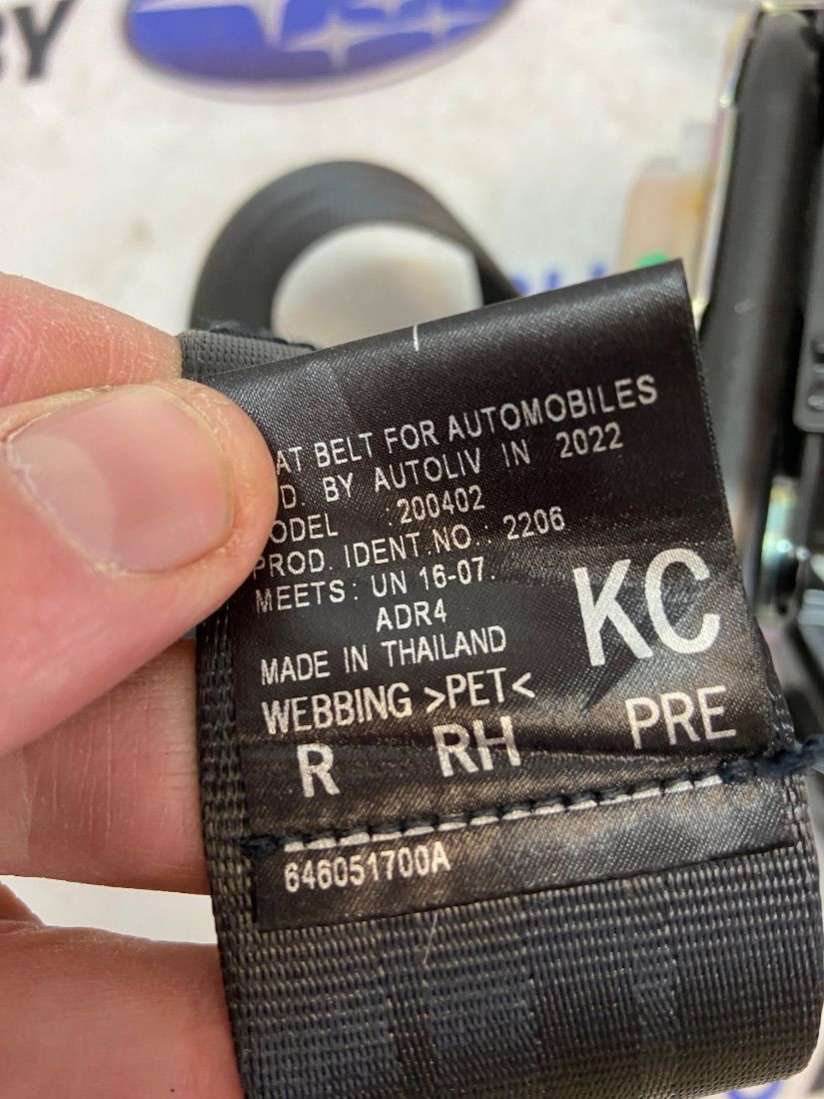 BY
AT BELT FOR AUTOMOBILES
D. BY AUTOLIV IN 2022
ODEL :200402
PROD. IDENT.NO.: 2206
MEETS: UN 16-07.
ADR4
KC
MADE IN THAILAND
WEBBING >PET<
R RH PRE
646051700A